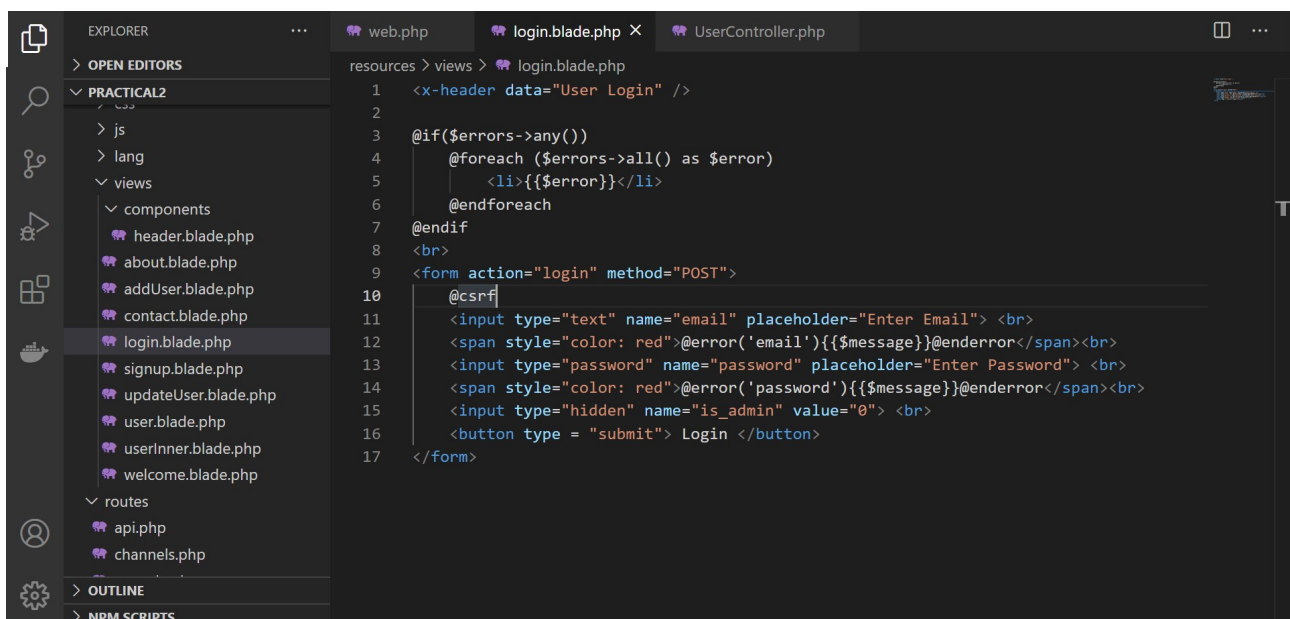 EXPLORER ...
> OPEN EDITORS
PRACTICAL2
> css
> js
> lang
views
components
header.blade.php
about.blade.php
addUser.blade.php
contact.blade.php
login.blade.php
signup.blade.php
updateUser.blade.php
user.blade.php
userInner.blade.php
welcome.blade.php
routes
api.php
channels.php
> OUTLINE
> NPM SCRIPTS
web.php login.blade.php × UserController.php ...
resources > views > login.blade.php
1 <x-header data="User Login" />
2
3 @if($errors->any())
4 @foreach ($errors->all() as $error)
5 <li>{{$error}}</li>
6 @endforeach
7 @endif
8 <br>
9 <form action="login" method="POST">
10 @csrf
11 <input type="text" name="email" placeholder="Enter Email"> <br>
12 <span style="color: red">@error('email'){{$message}}@enderror</span><br>
13 <input type="password" name="password" placeholder="Enter Password"> <br>
14 <span style="color: red">@error('password'){{$message}}@enderror</span><br>
15 <input type="hidden" name="is_admin" value="0"> <br>
16 <button type = "submit"> Login </button>
17 </form>